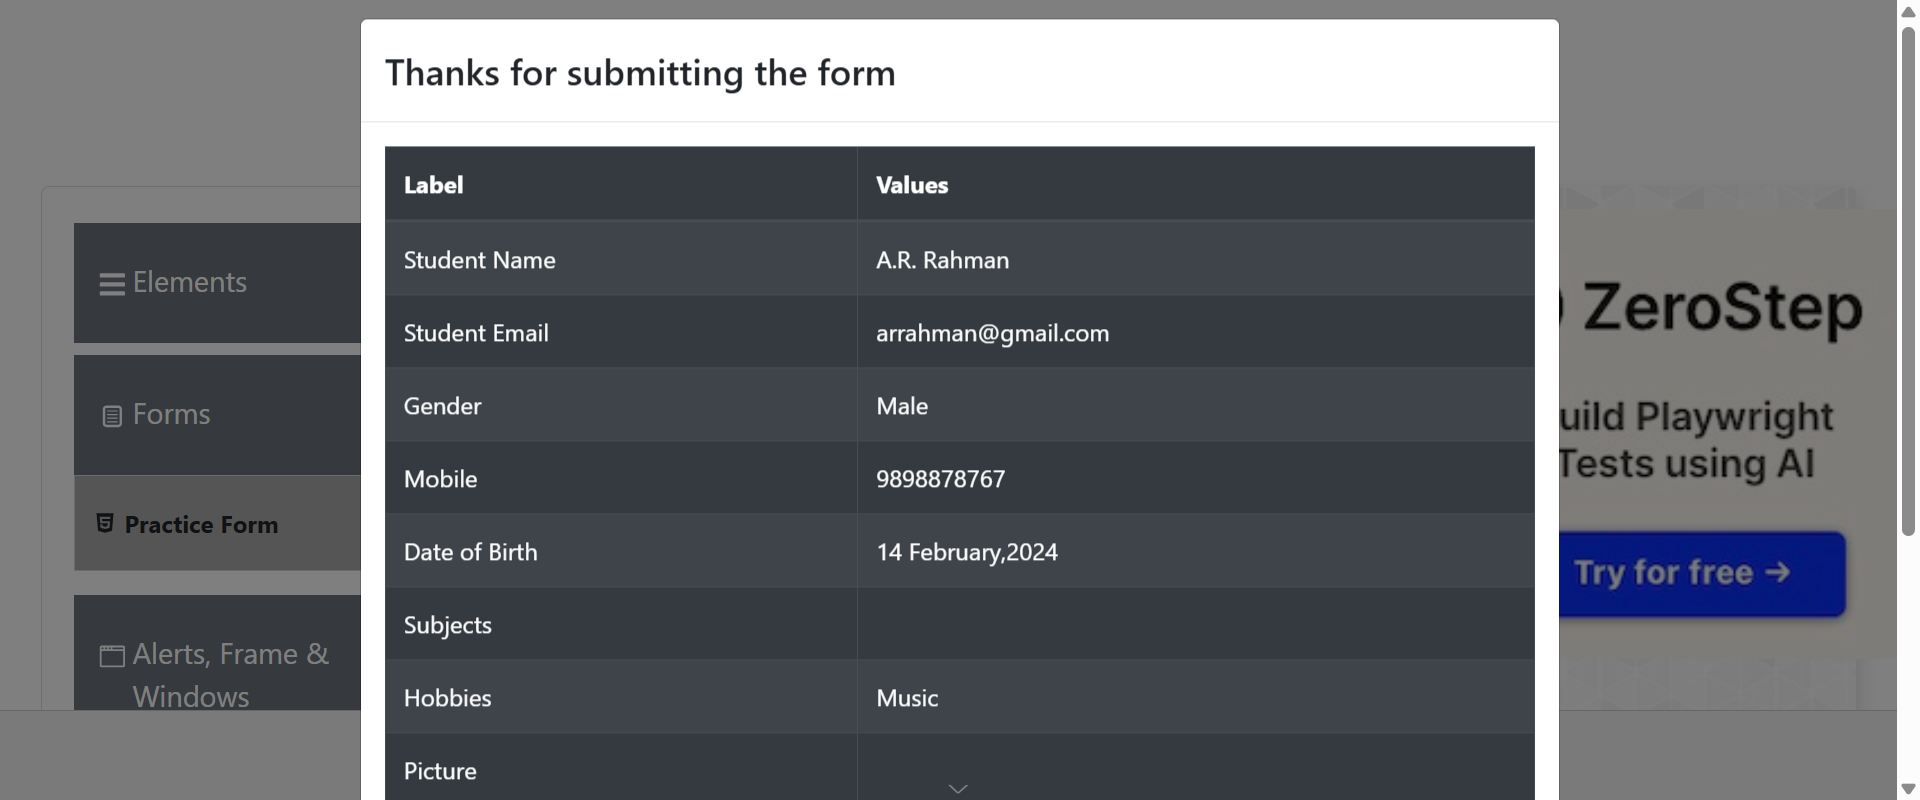 Thanks for submitting the form
Label Values
Student Name A.R. Rahman
Student Email arrahman@gmail.com
Gender Male
Mobile 9898878767
Date of Birth 14 February,2024
Subjects
Hobbies Music
Picture
Elements
Forms
Practice Form
Alerts, Frame &
Windows
ZeroStep
uild Playwright
Tests using AI
Try for free →